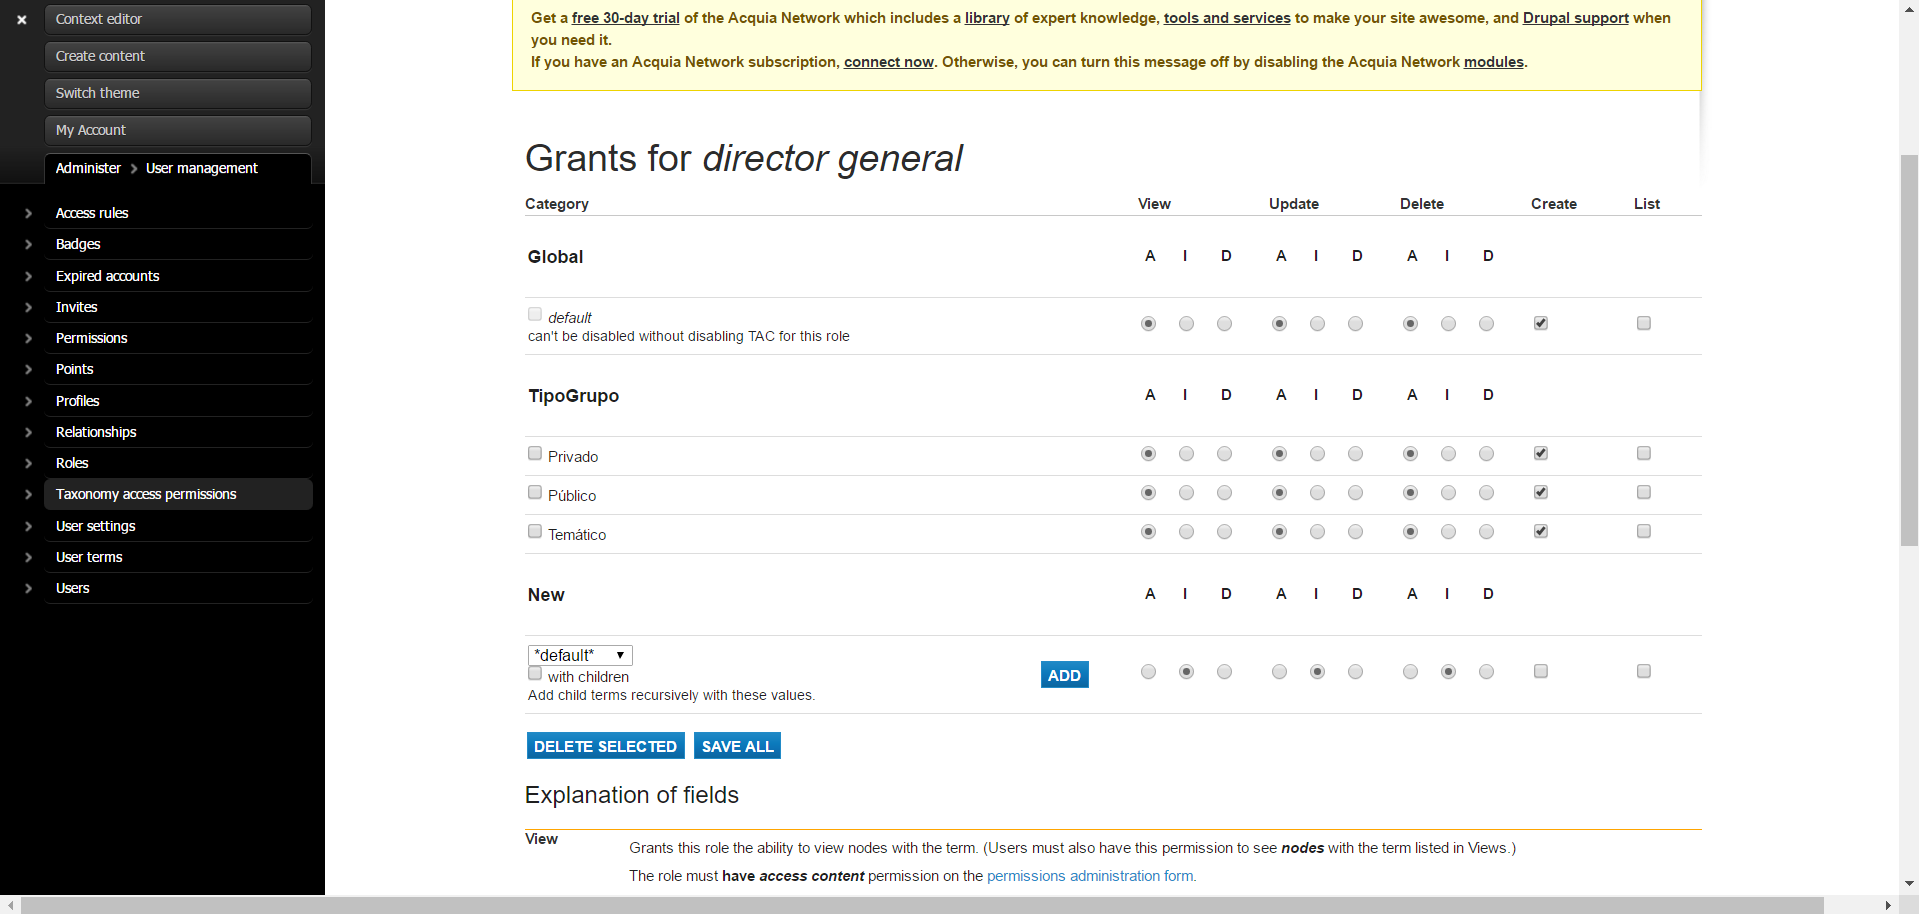 Context editor
Create content
Switch theme
My Account
Administer
User management
Access rules
Badges
Expired accounts
Invites
Permissions
Points
Profiles
Relationships
Roles
Taxonomy access permissions
User settings
User terms
Users
Get a free 30-day trial of the Acquia Network which includes a library of expert knowledge, tools and services to make your site awesome, and Drupal support when
you need it.
If you have an Acquia Network subscription, connect now. Otherwise, you can turn this message off by disabling the Acquia Network modules.
Grants for director general
Category View Update Delete Create List
Global A I D A I D A I D
default
can't be disabled without disabling TAC for this role
TipoGrupo A I D A I D A I D
Privado
Público
Temático
New A I D A I D A I D
*default*
with children
ADD
Add child terms recursively with these values.
DELETE SELECTED SAVE ALL
Explanation of fields
View
Grants this role the ability to view nodes with the term. (Users must also have this permission to see nodes with the term listed in Views.)
The role must have access content permission on the permissions administration form.